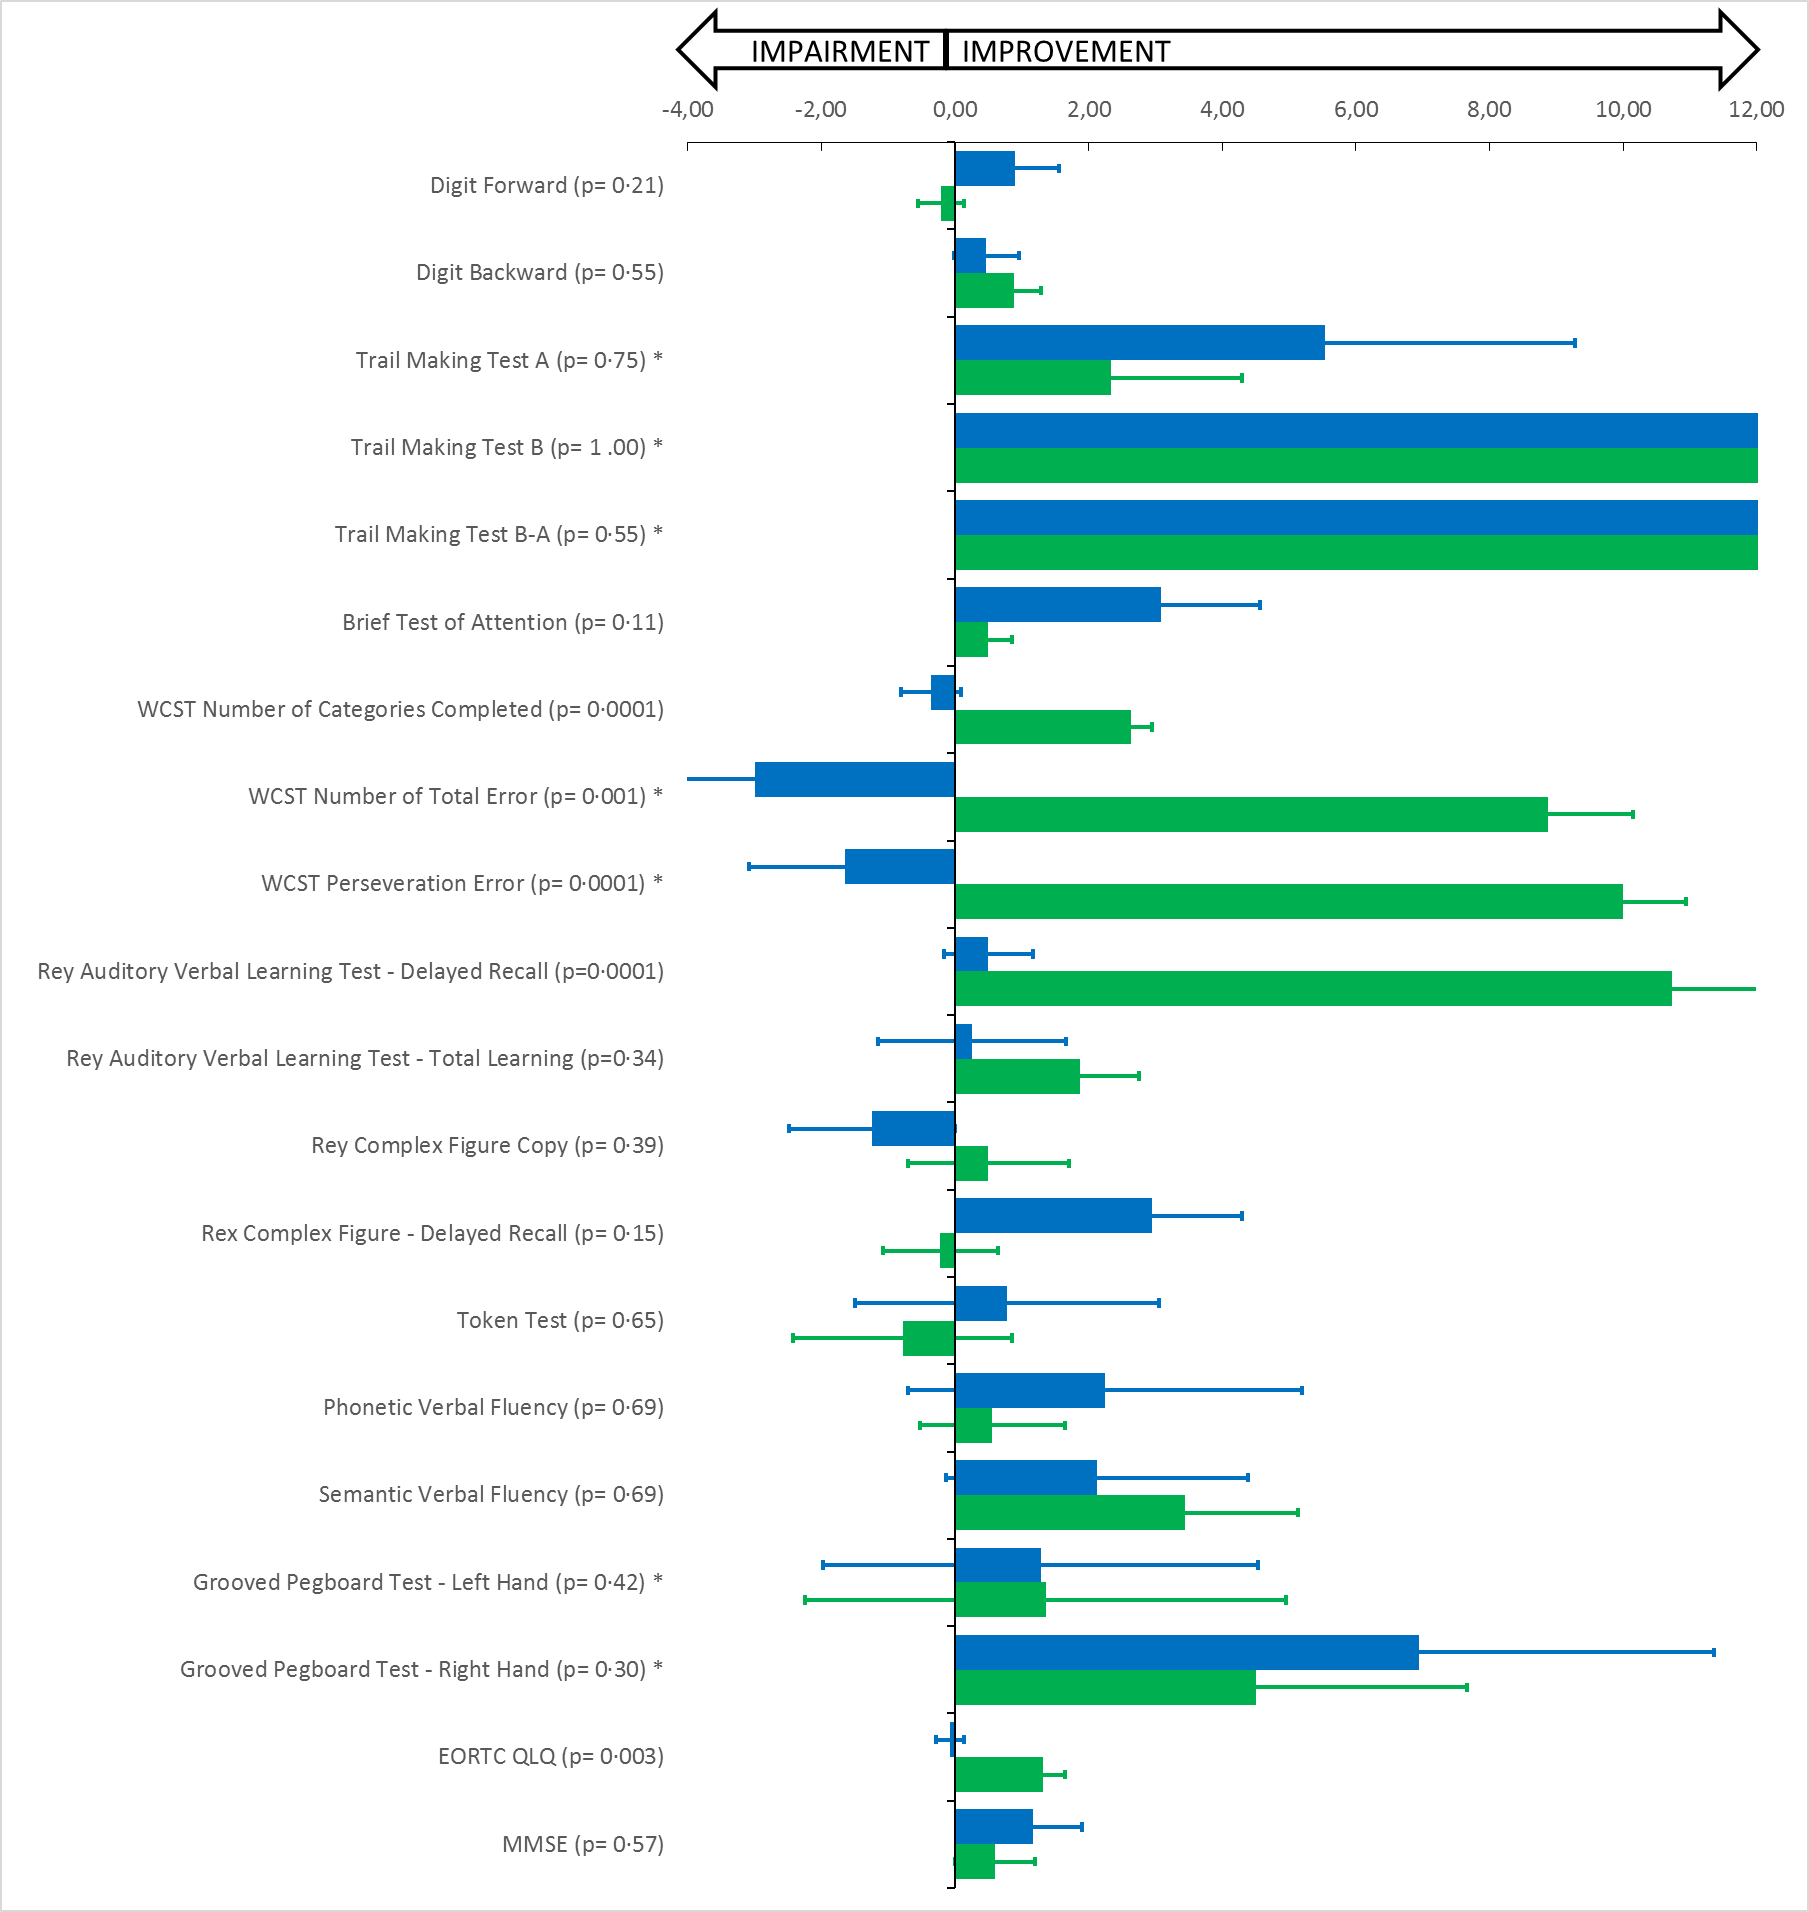 IMPAIRMENT IMPROVEMENT
-4,00 -2,00 0,00 2,00 4,00 6,00 8,00 10,00 12,00
Digit Forward (p= 0·21)
Digit Backward (p= 0·55)
Trail Making Test A (p= 0·75) *
Trail Making Test B (p= 1 .00) *
Trail Making Test B-A (p= 0·55) *
Brief Test of Attention (p= 0·11)
WCST Number of Categories Completed (p= 0·0001)
WCST Number of Total Error (p= 0·001) *
WCST Perseveration Error (p= 0·0001) *
Rey Auditory Verbal Learning Test - Delayed Recall (p=0·0001)
Rey Auditory Verbal Learning Test - Total Learning (p=0·34)
Rey Complex Figure Copy (p= 0·39)
Rex Complex Figure - Delayed Recall (p= 0·15)
Token Test (p= 0·65)
Phonetic Verbal Fluency (p= 0·69)
Semantic Verbal Fluency (p= 0·69)
Grooved Pegboard Test - Left Hand (p= 0·42) *
Grooved Pegboard Test - Right Hand (p= 0·30) *
EORTC QLQ (p= 0·003)
MMSE (p= 0·57)